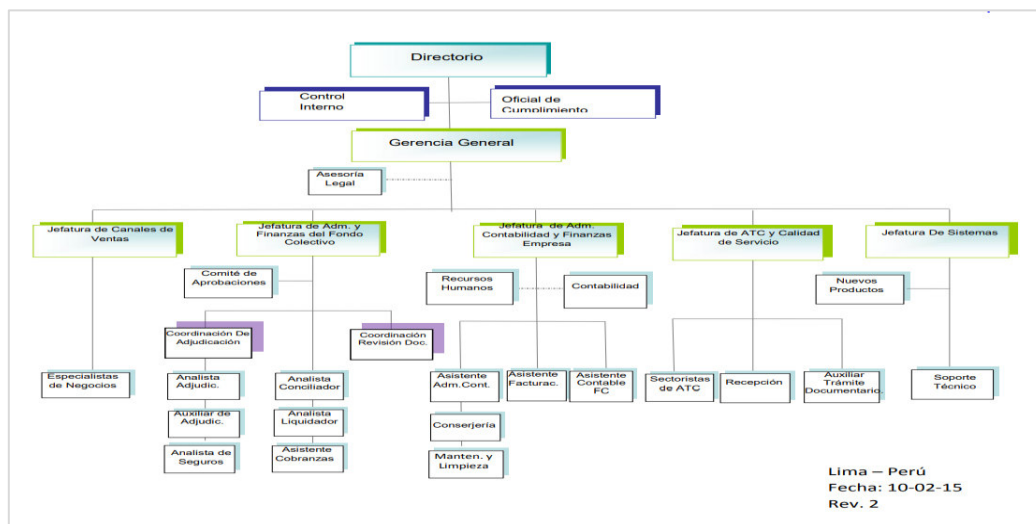 Directorio
Control
Interno
Oficial de
Cumplimiento
Gerencia General
Asesoría
Legal
Jefatura de Canales de
Ventas
Jefatura de Adm. y
Finanzas del Fondo
Colectivo
Jefatura de Adm.
Contabilidad y Finanzas
Empresa
Jefatura de ATC y Calidad
de Servicio
Jefatura De Sistemas
Comité de
Aprobaciones
Recursos
Humanos
Contabilidad
Nuevos
Productos
Coordinación De
Adjudicación
Coordinación
Revisión Doc.
Especialistas
de Negocios
Analista
Adjudic.
Analista
Conciliador
Asistente
Adm.Cont.
Asistente
Facturac.
Asistente
Contable
FC
Sectoristas
de ATC
Recepción
Auxiliar
Trámite
Documentario.
Soporte
Técnico
Auxiliar de
Adjudic.
Analista
Liquidador
Conserjería
Analista de
Seguros
Asistente
Cobranzas
Manten. y
Limpieza
Lima – Perú
Fecha: 10-02-15
Rev. 2